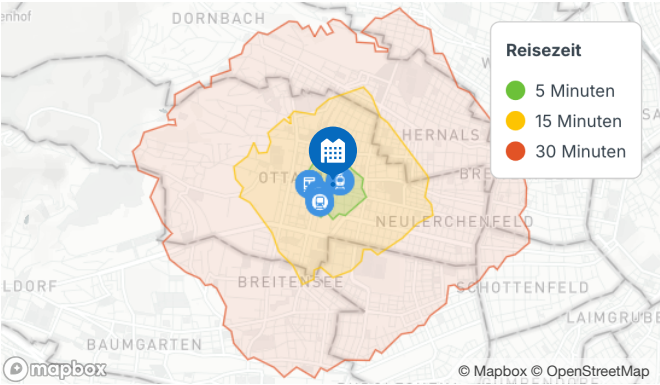 DORNBACH
Reisezeit
5 Minuten
15 Minuten
30 Minuten
HERNALS
OTTA
NEULERCHENFELD
BREITENSEE
SCHOTTENFELD
LDORF
LAIMGRUBE
BAUMGARTEN
mapbox
© Mapbox © OpenStreetMap